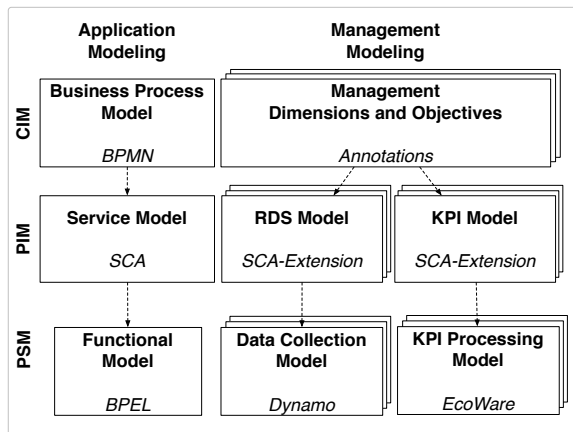 Application
Modeling
Management
Modeling
CIM
Business Process
Model
BPMN
Management
Dimensions and Objectives
Annotations
PIM
Service Model
SCA
RDS Model
SCA-Extension
KPI Model
SCA-Extension
PSM
Functional
Model
BPEL
Data Collection
Model
Dynamo
KPI Processing
Model
EcoWare